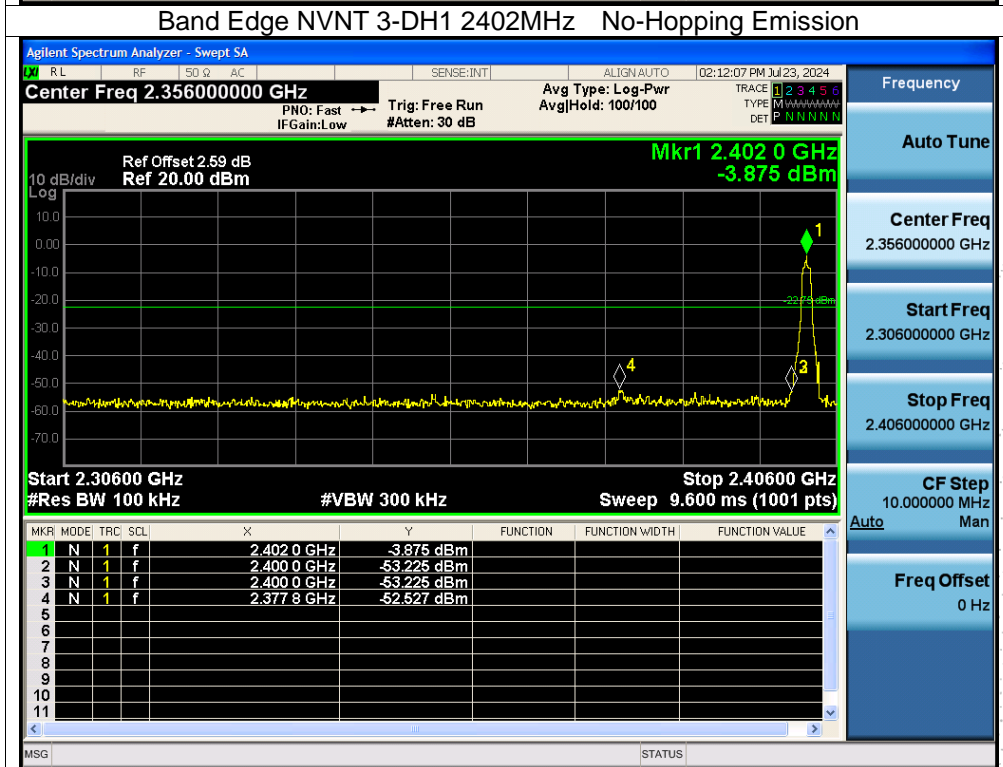 Band Edge NVNT 3-DH1 2402MHz No-Hopping Emission
Agilent Spectrum Analyzer - Swept SA
LXI RL RF 50 Ω AC SENSE:INT ALIGN AUTO 02:12:07 PM Jul 23, 2024
Center Freq 2.356000000 GHz
PNO: Fast
IFGain:Low
Trig: Free Run
#Atten: 30 dB
Avg Type: Log-Pwr
Avg|Hold: 100/100
TRACE 1 2 3 4 5 6
TYPE M
DET P N N N N N
Mkr1 2.402 0 GHz
-3.875 dBm
Ref Offset 2.59 dB
10 dB/div Ref 20.00 dBm
Log
10.0
0.00
-10.0
-20.0
-30.0
-40.0
-50.0
-60.0
-70.0
1
-22.75 dBm
4
3
Start 2.30600 GHz Stop 2.40600 GHz
#Res BW 100 kHz #VBW 300 kHz Sweep 9.600 ms (1001 pts)
MKR MODE TRC SCL X Y FUNCTION FUNCTION WIDTH FUNCTION VALUE
1 N 1 f 2.402 0 GHz -3.875 dBm
2 N 1 f 2.400 0 GHz -53.225 dBm
3 N 1 f 2.400 0 GHz -53.225 dBm
4 N 1 f 2.377 8 GHz -52.527 dBm
5
6
7
8
9
10
11
MSG STATUS
Frequency
Auto Tune
Center Freq
2.356000000 GHz
Start Freq
2.306000000 GHz
Stop Freq
2.406000000 GHz
CF Step
10.000000 MHz
Auto Man
Freq Offset
0 Hz